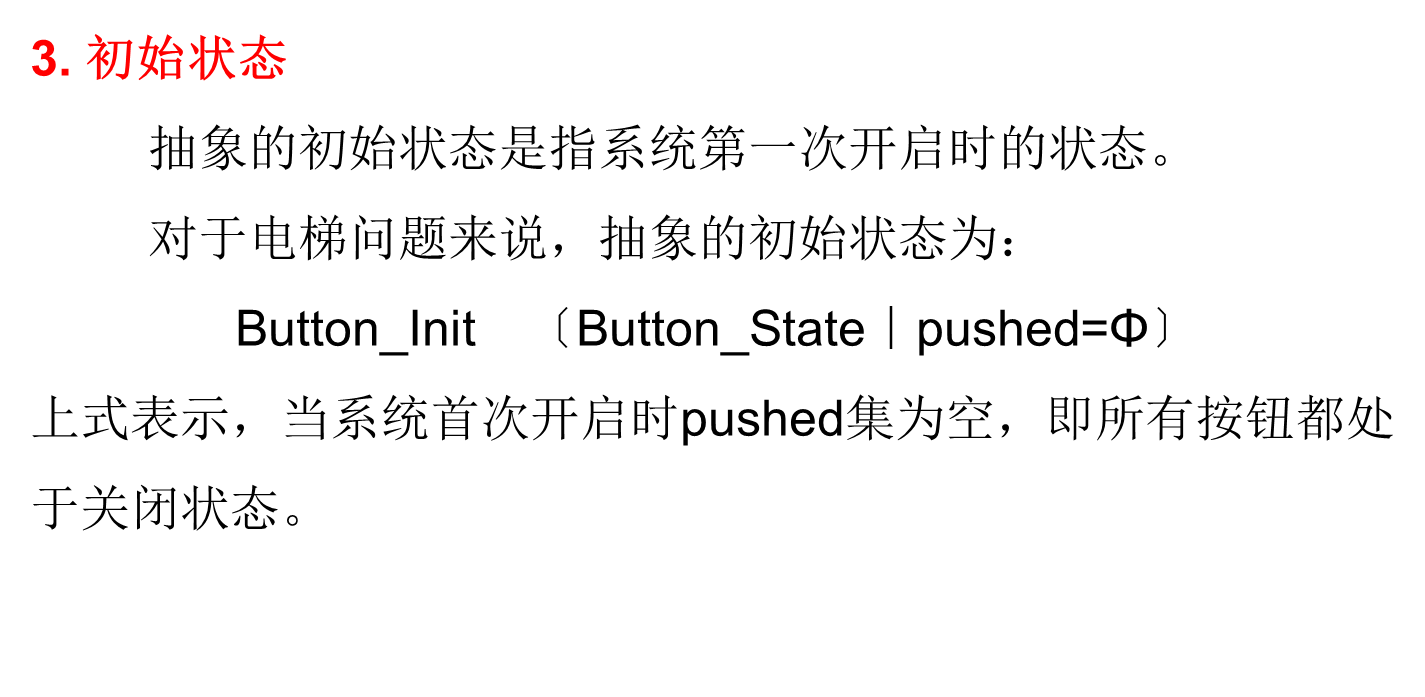 3. 初始状态
抽象的初始状态是指系统第一次开启时的状态。
对于电梯问题来说，抽象的初始状态为：
Button_Init 〔Button_State｜pushed=Φ〕
上式表示，当系统首次开启时pushed集为空，即所有按钮都处
于关闭状态。